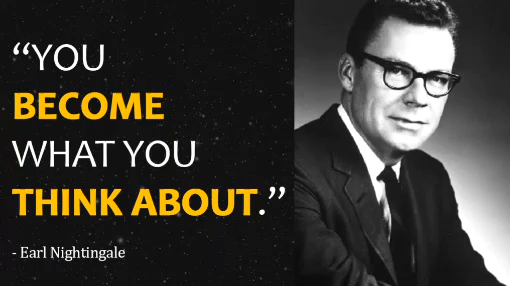 “YOU
BECOME
WHAT YOU
THINK ABOUT.”
- Earl Nightingale